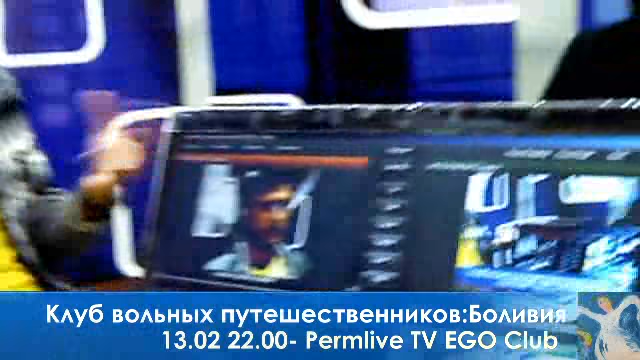 Клуб вольных путешественников:Боливия
13.02 22.00- Permlive TV EGO Club